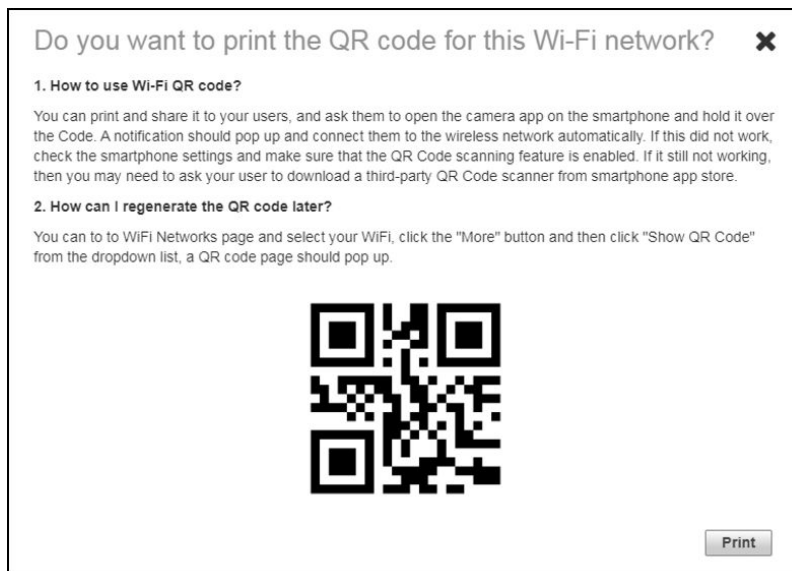 Do you want to print the QR code for this Wi-Fi network?
1. How to use Wi-Fi QR code?
You can print and share it to your users, and ask them to open the camera app on the smartphone and hold it over
the Code. A notification should pop up and connect them to the wireless network automatically. If this did not work,
check the smartphone settings and make sure that the QR Code scanning feature is enabled. If it still not working,
then you may need to ask your user to download a third-party QR Code scanner from smartphone app store.
2. How can I regenerate the QR code later?
You can to to WiFi Networks page and select your WiFi, click the "More" button and then click "Show QR Code"
from the dropdown list, a QR code page should pop up.
Print